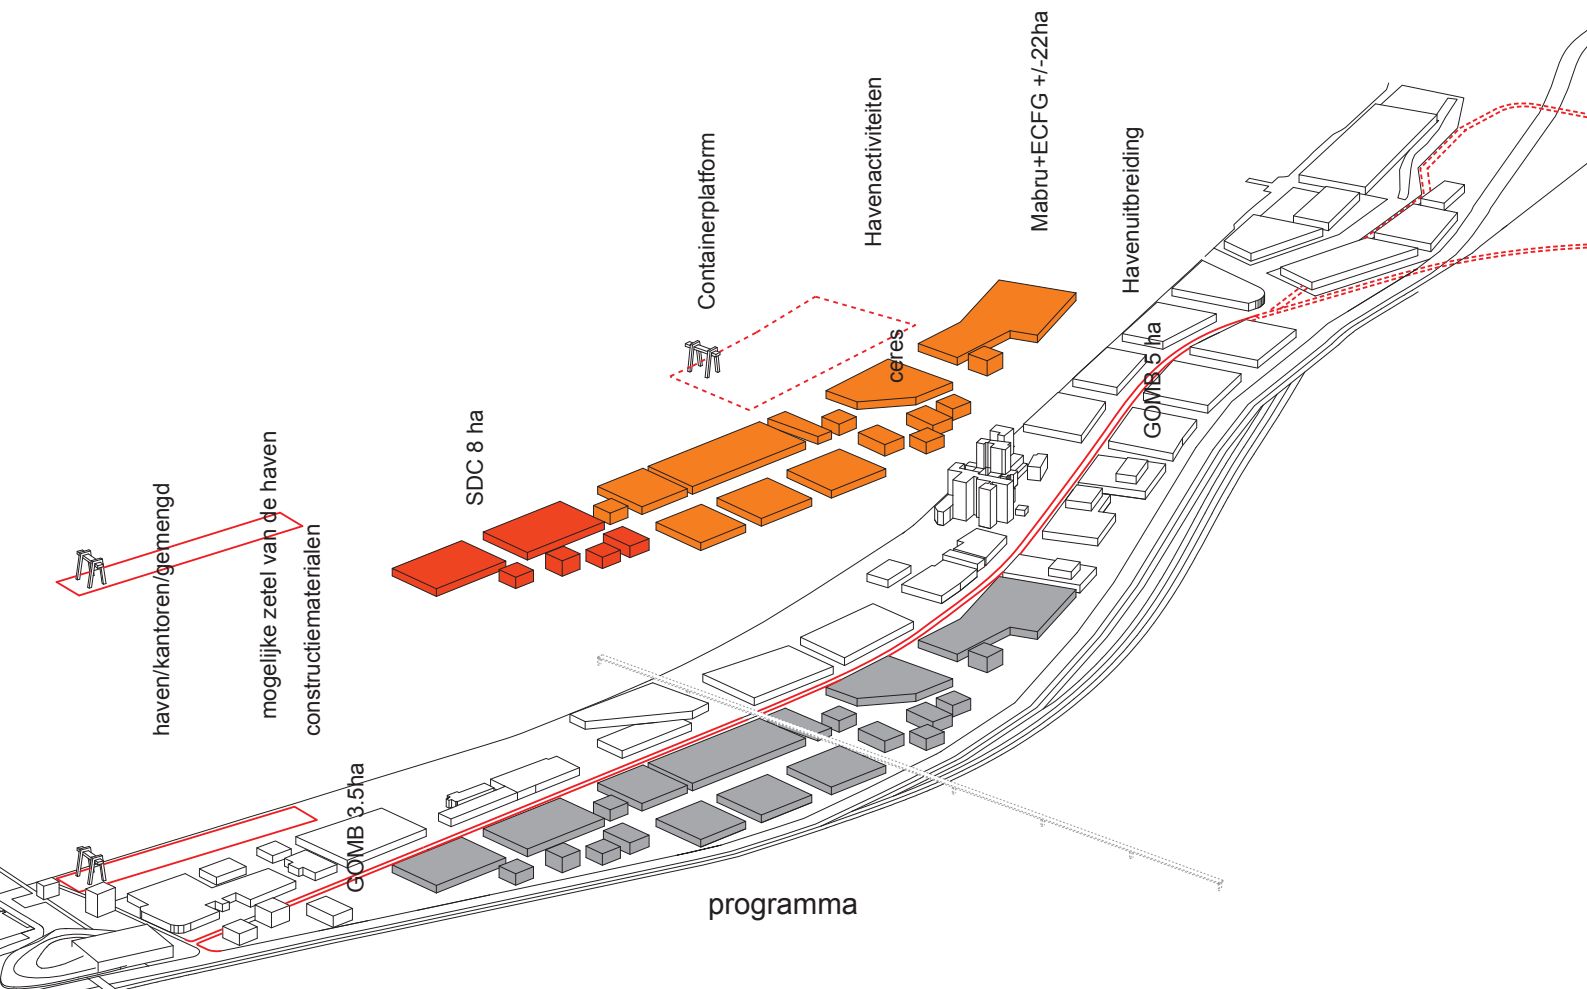 haven/kantoren/gemengd
mogelijke zetel van de haven
constructiematerialen
GOMB 3.5ha
SDC 8 ha
Containerplatform
Havenactiviteiten
ceres
Mabru+ECFG +/-22ha
Havenuitbreiding
GOMB 5 ha
programma